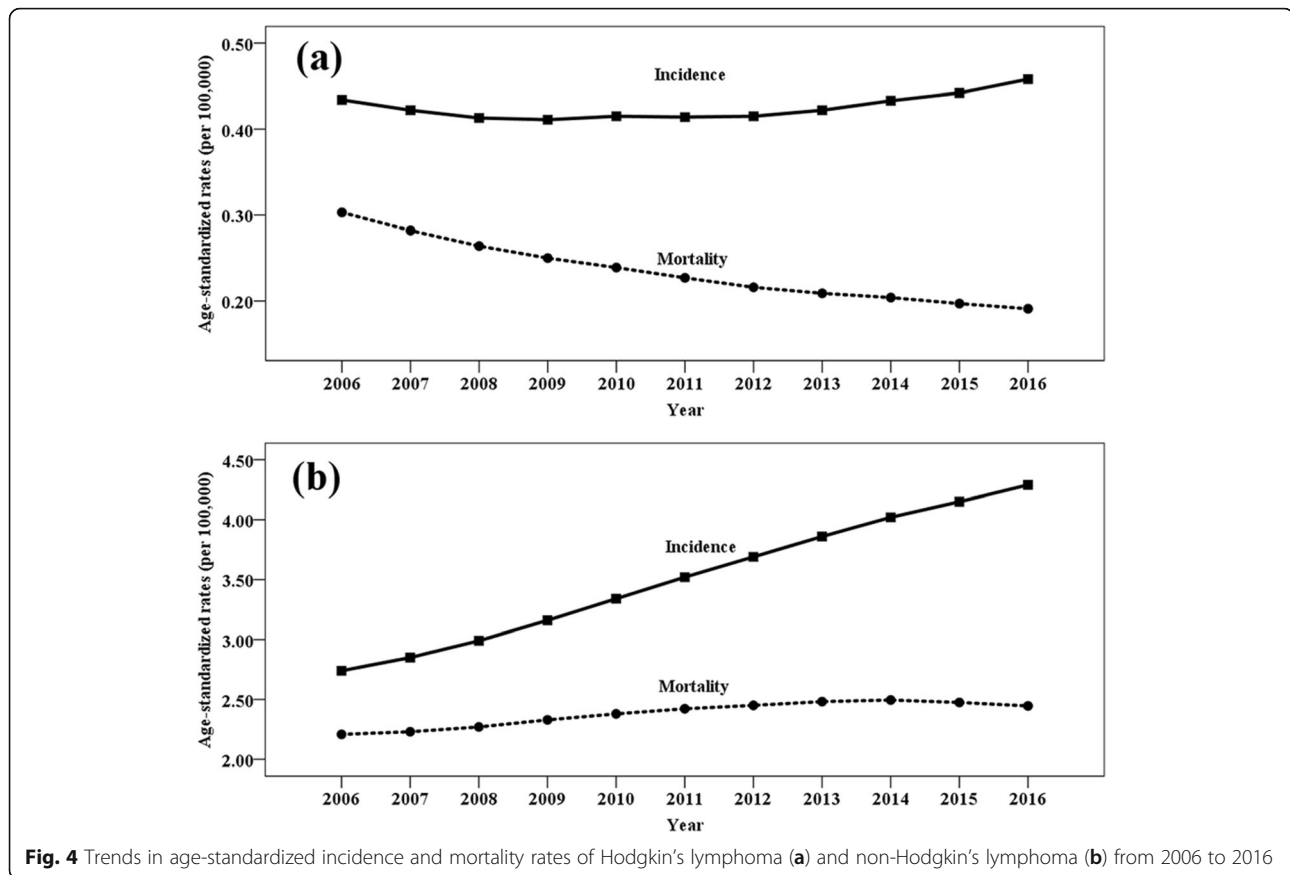 (a)
Age-standardized rates (per 100,000)
0.50
0.40
0.30
0.20
Incidence
Mortality
2006 2007 2008 2009 2010 2011 2012 2013 2014 2015 2016
Year
(b)
Age-standardized rates (per 100,000)
4.50
4.00
3.50
3.00
2.50
2.00
Incidence
Mortality
2006 2007 2008 2009 2010 2011 2012 2013 2014 2015 2016
Year
Fig. 4 Trends in age-standardized incidence and mortality rates of Hodgkin's lymphoma (a) and non-Hodgkin's lymphoma (b) from 2006 to 2016